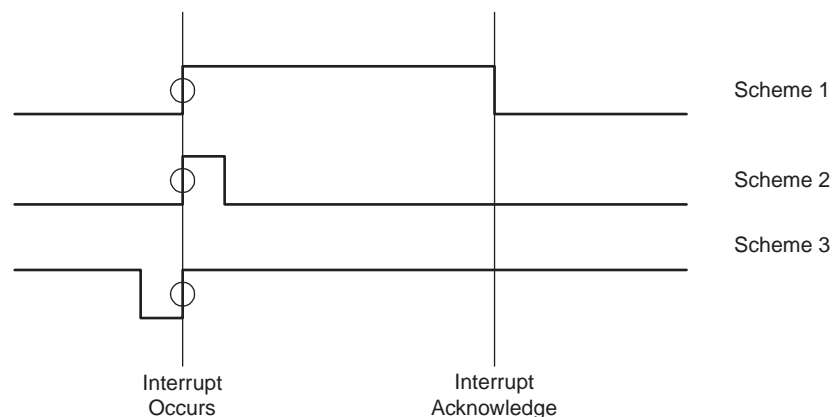 Scheme 1
Scheme 2
Scheme 3
Interrupt
Occurs
Interrupt
Acknowledge